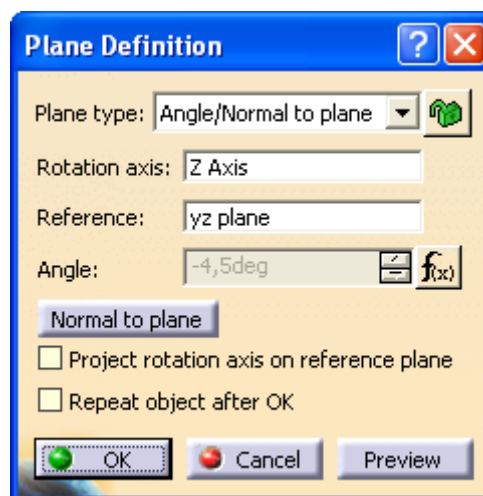 Plane Definition
Plane type: Angle/Normal to plane
Rotation axis: Z Axis
Reference: yz plane
Angle: -4,5deg f(x)
Normal to plane
Project rotation axis on reference plane
Repeat object after OK
OK Cancel Preview